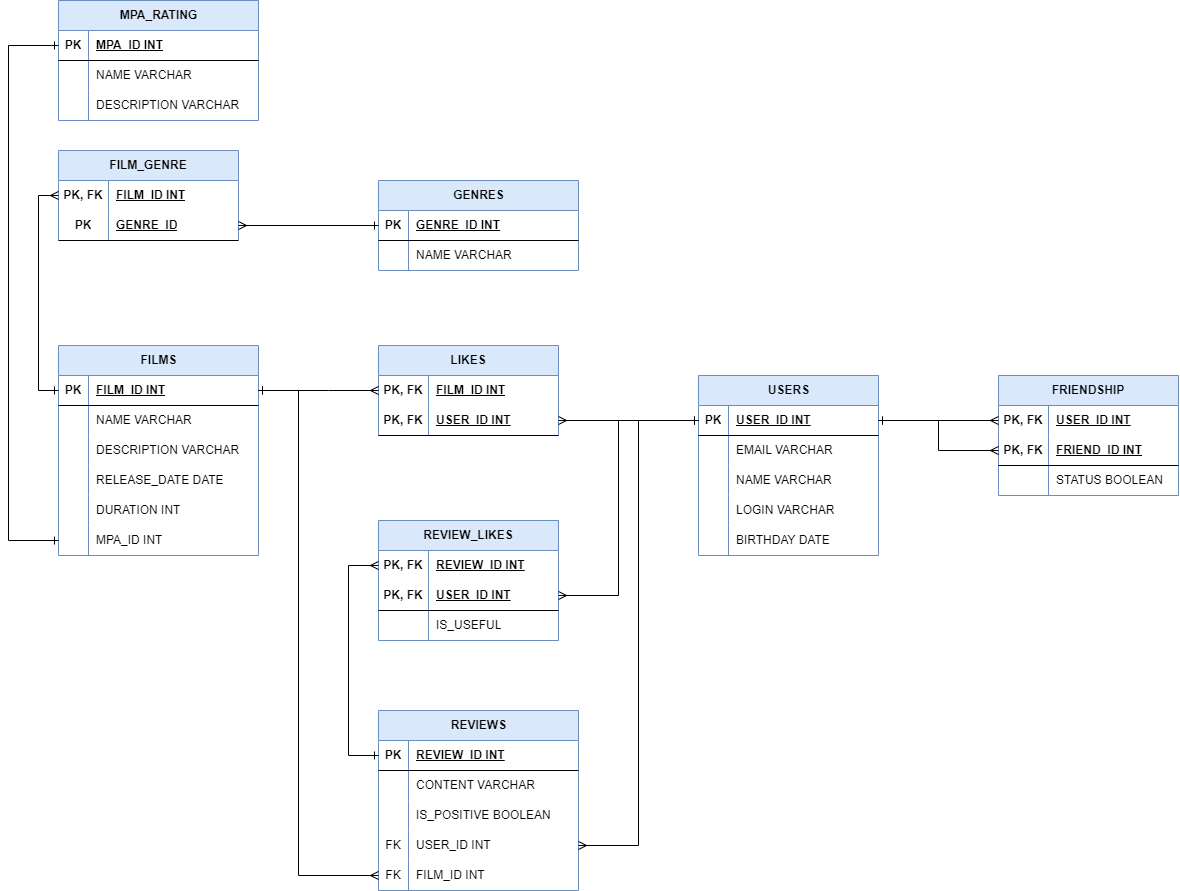 MPA_RATING
PK MPA_ID INT
NAME VARCHAR
DESCRIPTION VARCHAR
FILM_GENRE
PK, FK FILM_ID INT
PK GENRE_ID
GENRES
PK GENRE_ID INT
NAME VARCHAR
FILMS
PK FILM_ID INT
NAME VARCHAR
DESCRIPTION VARCHAR
RELEASE_DATE DATE
DURATION INT
MPA_ID INT
LIKES
PK, FK FILM_ID INT
PK, FK USER_ID INT
USERS
PK USER_ID INT
EMAIL VARCHAR
NAME VARCHAR
LOGIN VARCHAR
BIRTHDAY DATE
FRIENDSHIP
PK, FK USER_ID INT
PK, FK FRIEND_ID INT
STATUS BOOLEAN
REVIEW_LIKES
PK, FK REVIEW_ID INT
PK, FK USER_ID INT
IS_USEFUL
REVIEWS
PK REVIEW_ID INT
CONTENT VARCHAR
IS_POSITIVE BOOLEAN
FK USER_ID INT
FK FILM_ID INT